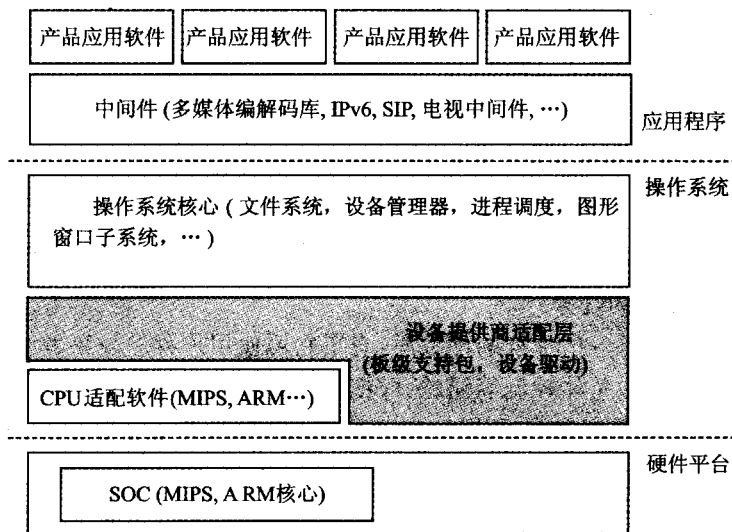 产品应用软件 产品应用软件 产品应用软件 产品应用软件
中间件 (多媒体编解码库, IPv6, SIP, 电视中间件, …)
应用程序
操作系统
操作系统核心 ( 文件系统，设备管理器，进程调度，图形
窗口子系统，… )
设备提供商适配层
(板级支持包，设备驱动)
CPU适配软件(MIPS, ARM…)
硬件平台
SOC (MIPS, A RM核心)